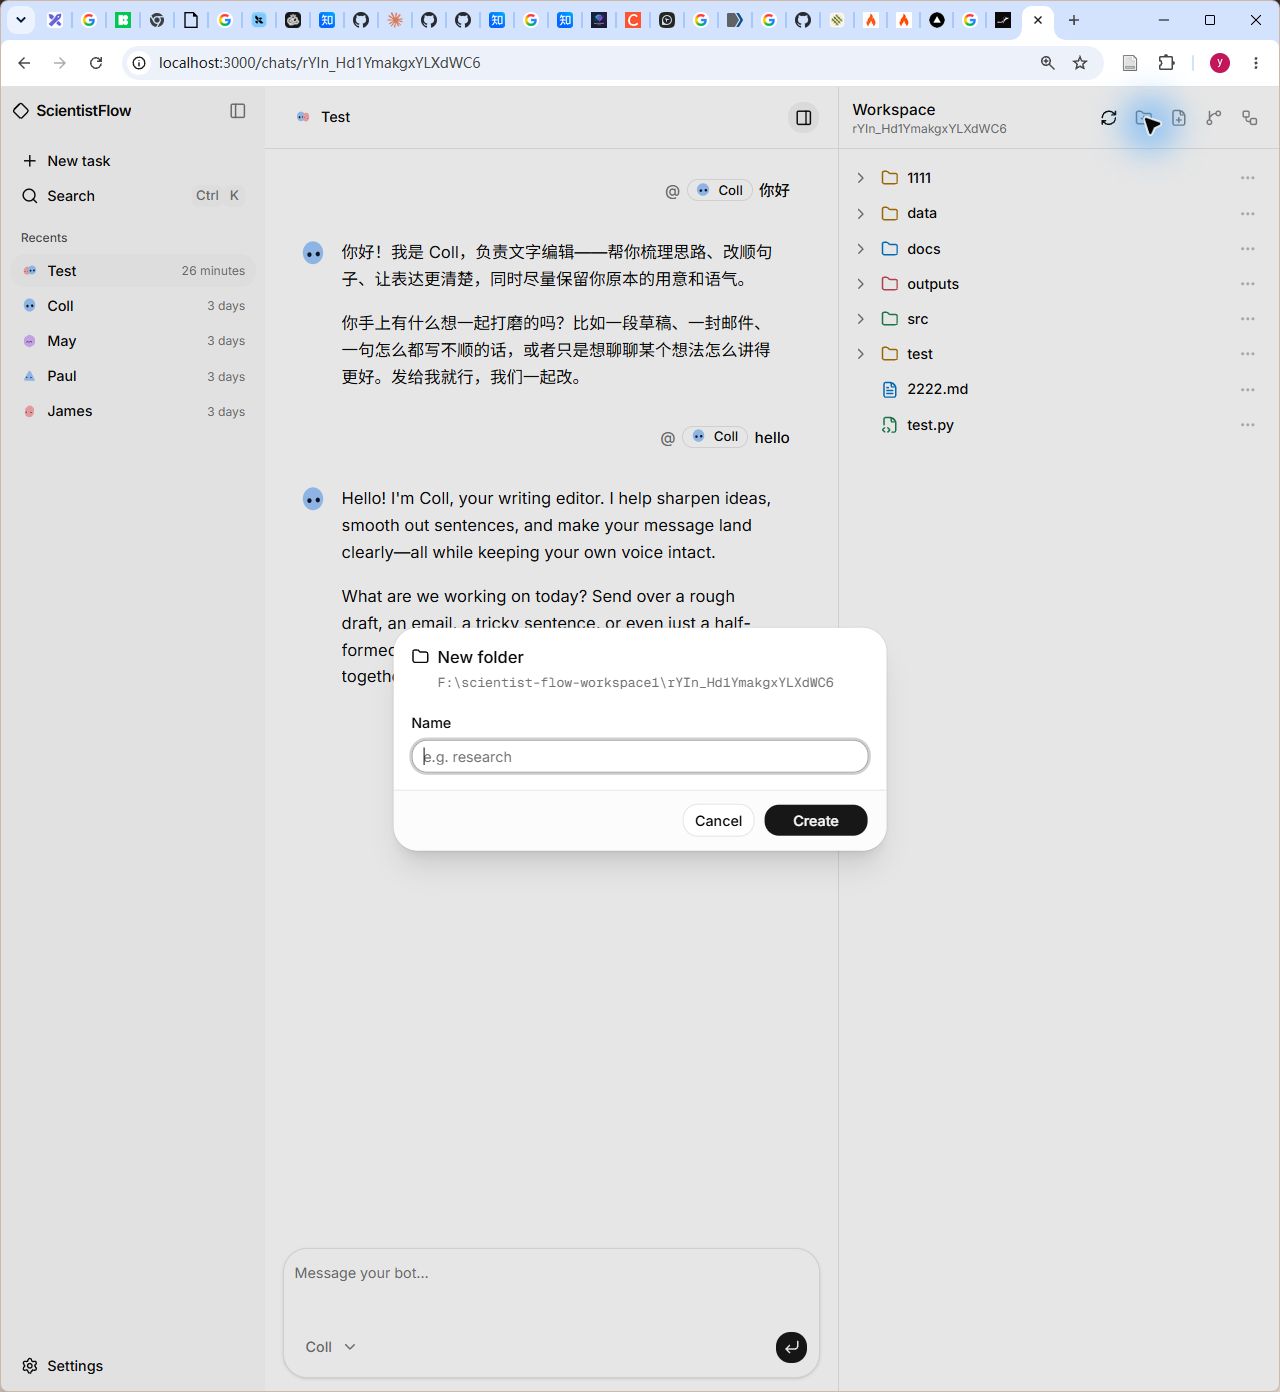 localhost:3000/chats/rYIn_Hd1YmakgxYLXdWC6
y
ScientistFlow
New task
Search Ctrl K
Recents
Test 26 minutes
Coll 3 days
May 3 days
Paul 3 days
James 3 days
Settings
Test
@ Coll 你好
你好！我是 Coll，负责文字编辑——帮你梳理思路、改顺句
子、让表达更清楚，同时尽量保留你原本的用意和语气。
你手上有什么想一起打磨的吗？比如一段草稿、一封邮件、
一句怎么都写不顺的话，或者只是想聊聊某个想法怎么讲得
更好。发给我就行，我们一起改。
@ Coll hello
Hello! I'm Coll, your writing editor. I help sharpen ideas,
smooth out sentences, and make your message land
clearly—all while keeping your own voice intact.
What are we working on today? Send over a rough
draft, an email, a tricky sentence, or even just a half-
formed
Message your bot...
Coll
Workspace
rYIn_Hd1YmakgxYLXdWC6
1111
data
docs
outputs
src
test
2222.md
test.py
New folder
F:\scientist-flow-workspace1\rYIn_Hd1YmakgxYLXdWC6
Name
e.g. research
Cancel
Create